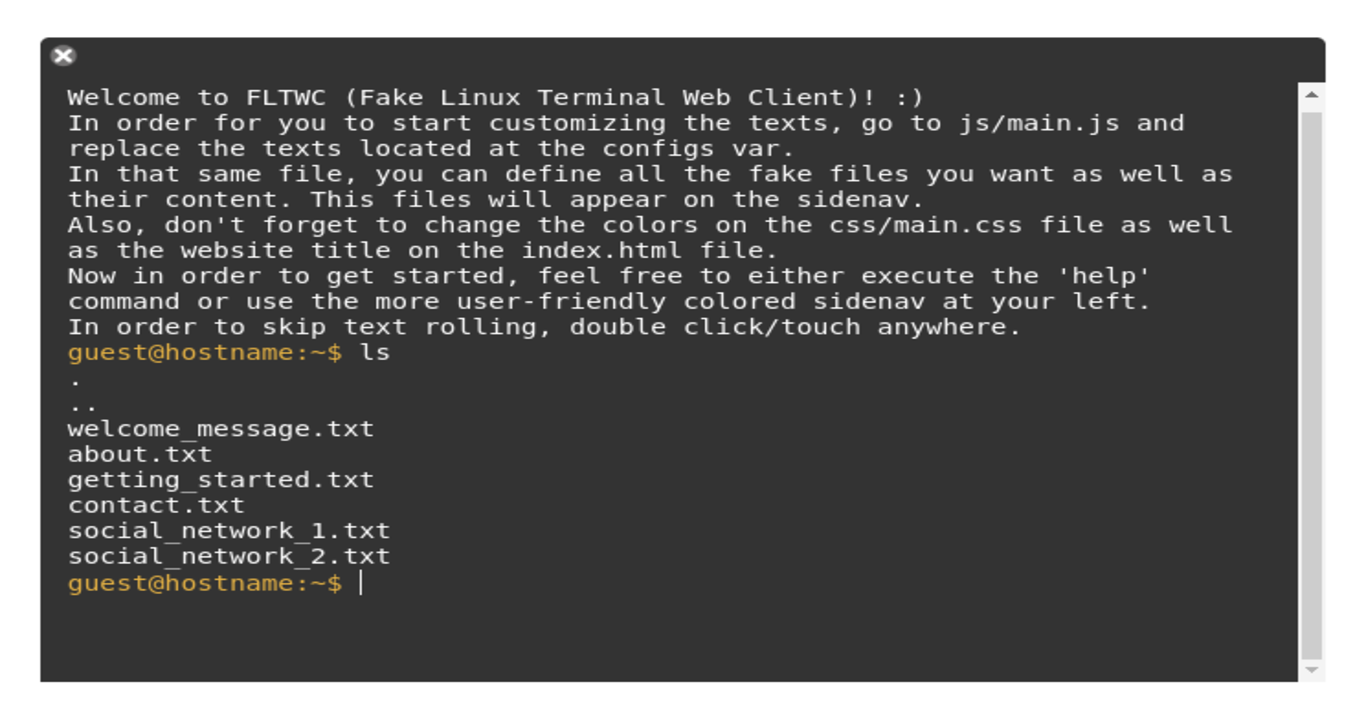 Welcome to FLTWC (Fake Linux Terminal Web Client)! :)
In order for you to start customizing the texts, go to js/main.js and
replace the texts located at the configs var.
In that same file, you can define all the fake files you want as well as
their content. This files will appear on the sidenav.
Also, don't forget to change the colors on the css/main.css file as well
as the website title on the index.html file.
Now in order to get started, feel free to either execute the 'help'
command or use the more user-friendly colored sidenav at your left.
In order to skip text rolling, double click/touch anywhere.
guest@hostname:~$ ls
.
..
welcome_message.txt
about.txt
getting_started.txt
contact.txt
social_network_1.txt
social_network_2.txt
guest@hostname:~$